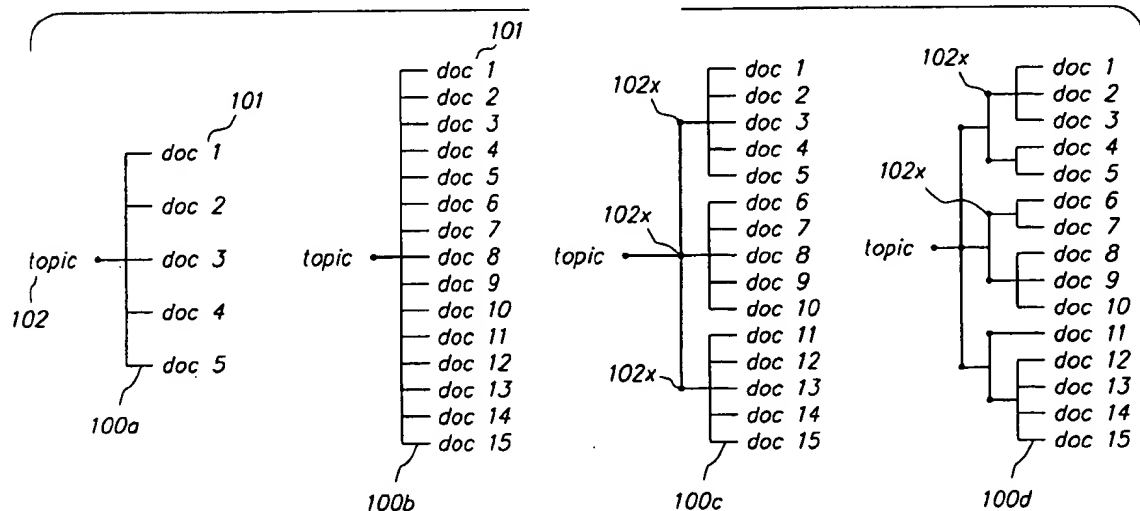 101
doc 1
doc 2
doc 3
doc 4
doc 5
topic
102
100a
101
doc 1
doc 2
doc 3
doc 4
doc 5
doc 6
doc 7
doc 8
doc 9
doc 10
doc 11
doc 12
doc 13
doc 14
doc 15
topic
100b
102x
102x
102x
topic
doc 1
doc 2
doc 3
doc 4
doc 5
doc 6
doc 7
doc 8
doc 9
doc 10
doc 11
doc 12
doc 13
doc 14
doc 15
100c
102x
102x
topic
doc 1
doc 2
doc 3
doc 4
doc 5
doc 6
doc 7
doc 8
doc 9
doc 10
doc 11
doc 12
doc 13
doc 14
doc 15
100d